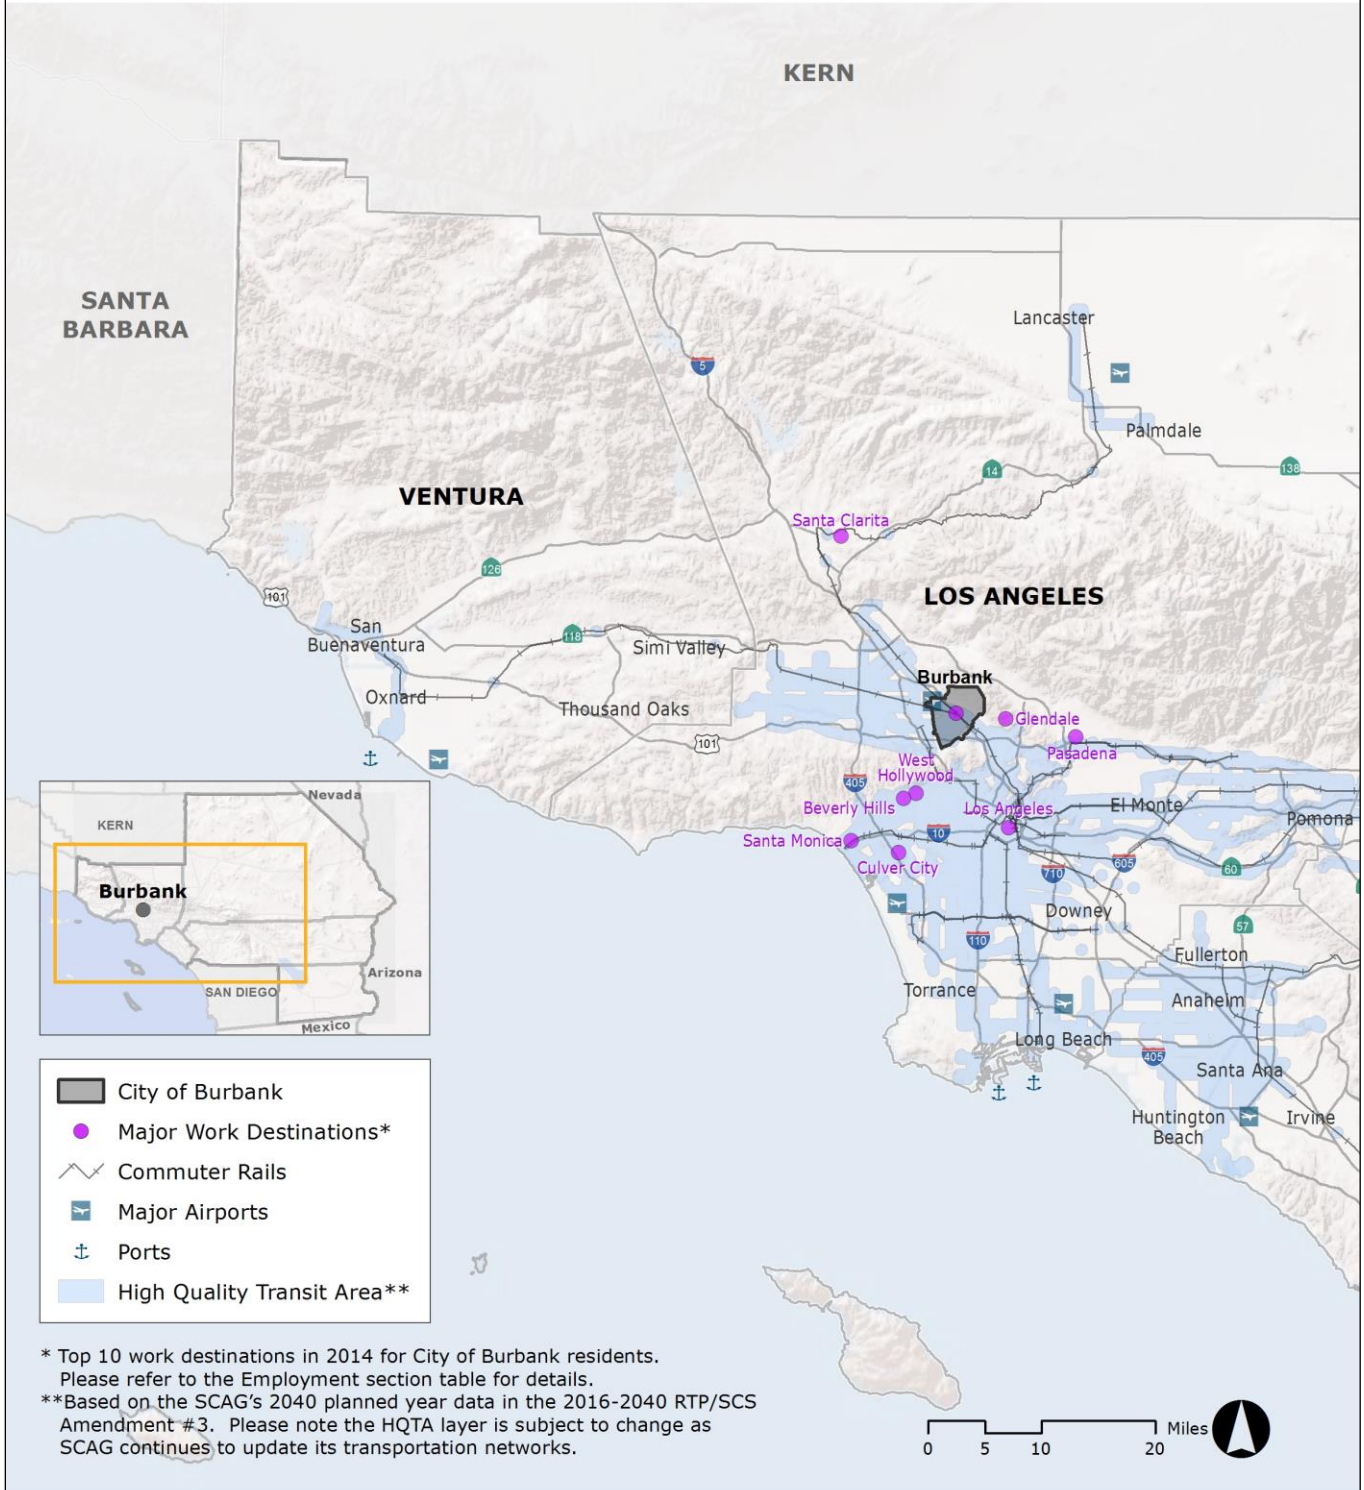 KERN
SANTA
BARBARA
Lancaster
5
Palmdale
14
138
VENTURA
Santa Clarita
126
LOS ANGELES
101
San
Buenaventura
118
Simi Valley
Burbank
Oxnard
Thousand Oaks
Glendale
101
Pasadena
West
Hollywood
405
Beverly Hills
Los Angeles
El Monte
Pomona
Santa Monica
10
Culver City
605
60
710
Downey
57
110
Fullerton
Torrance
Anaheim
Long Beach
405
Santa Ana
Huntington
Beach
Irvine
Nevada
KERN
Burbank
Arizona
SAN DIEGO
Mexico
City of Burbank
Major Work Destinations*
Commuter Rails
Major Airports
Ports
High Quality Transit Area**
* Top 10 work destinations in 2014 for City of Burbank residents.
Please refer to the Employment section table for details.
**Based on the SCAG's 2040 planned year data in the 2016-2040 RTP/SCS
Amendment #3. Please note the HQTA layer is subject to change as
SCAG continues to update its transportation networks.
Miles
0 5 10 20